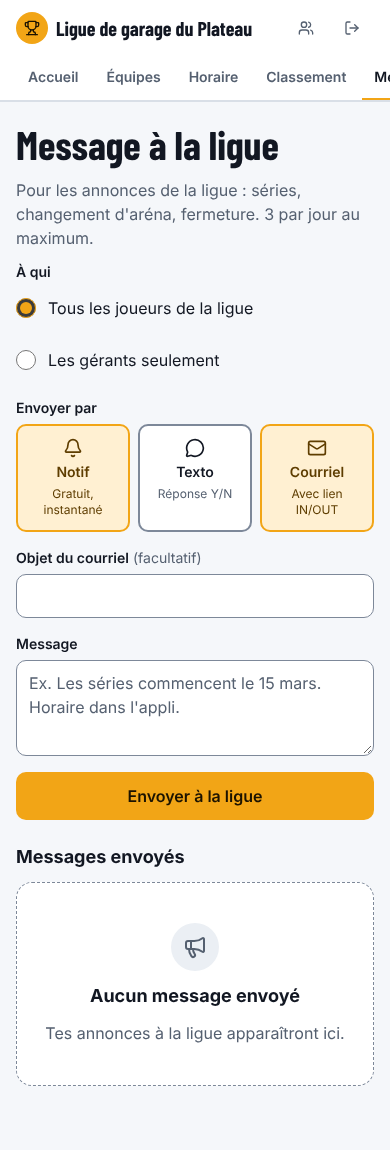 Ligue de garage du Plateau
Accueil Équipes Horaire Classement
Message à la ligue
Pour les annonces de la ligue : séries,
changement d'aréna, fermeture. 3 par jour au
maximum.
À qui
Tous les joueurs de la ligue
Les gérants seulement
Envoyer par
Notif
Gratuit,
instantané
Texto
Réponse Y/N
Courriel
Avec lien
IN/OUT
Objet du courriel (facultatif)
Message
Ex. Les séries commencent le 15 mars.
Horaire dans l'appli.
Envoyer à la ligue
Messages envoyés
Aucun message envoyé
Tes annonces à la ligue apparaîtront ici.